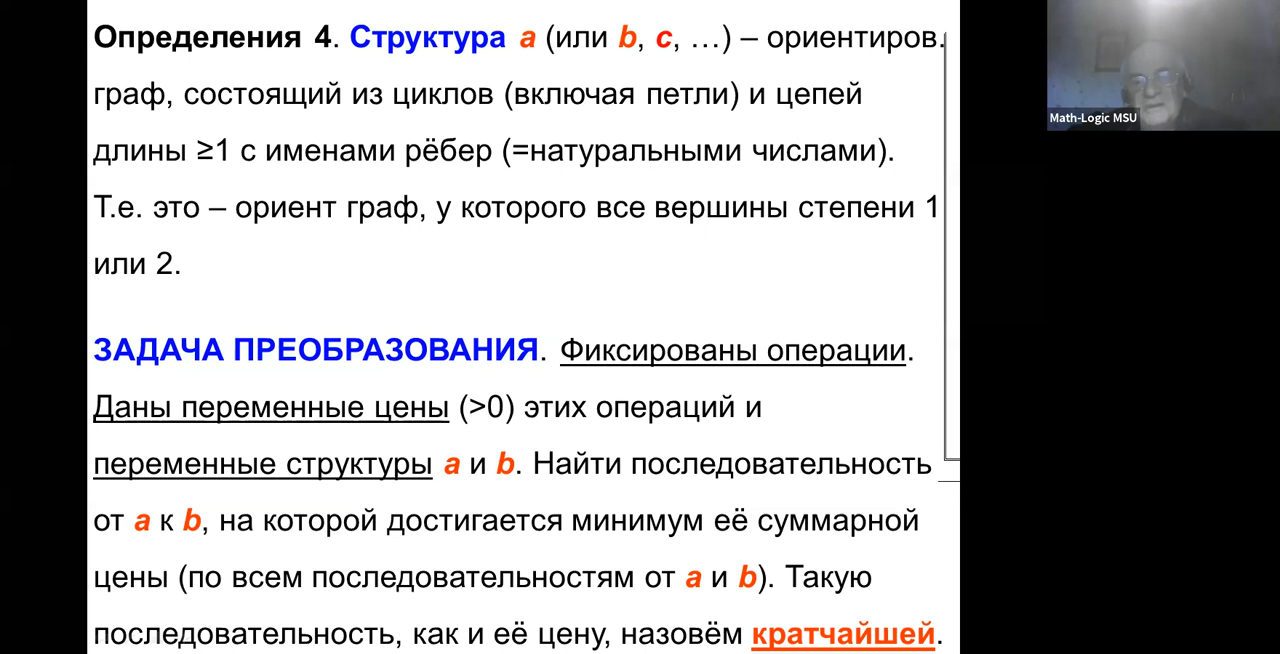 Определения 4. Структура a (или b, c, …) – ориентиров.
граф, состоящий из циклов (включая петли) и цепей
длины ≥1 с именами рёбер (=натуральными числами).
Т.е. это – ориент граф, у которого все вершины степени 1
или 2.
ЗАДАЧА ПРЕОБРАЗОВАНИЯ. Фиксированы операции.
Даны переменные цены (>0) этих операций и
переменные структуры a и b. Найти последовательность
от a к b, на которой достигается минимум её суммарной
цены (по всем последовательностям от a и b). Такую
последовательность, как и её цену, назовём кратчайшей.
Math-Logic MSU